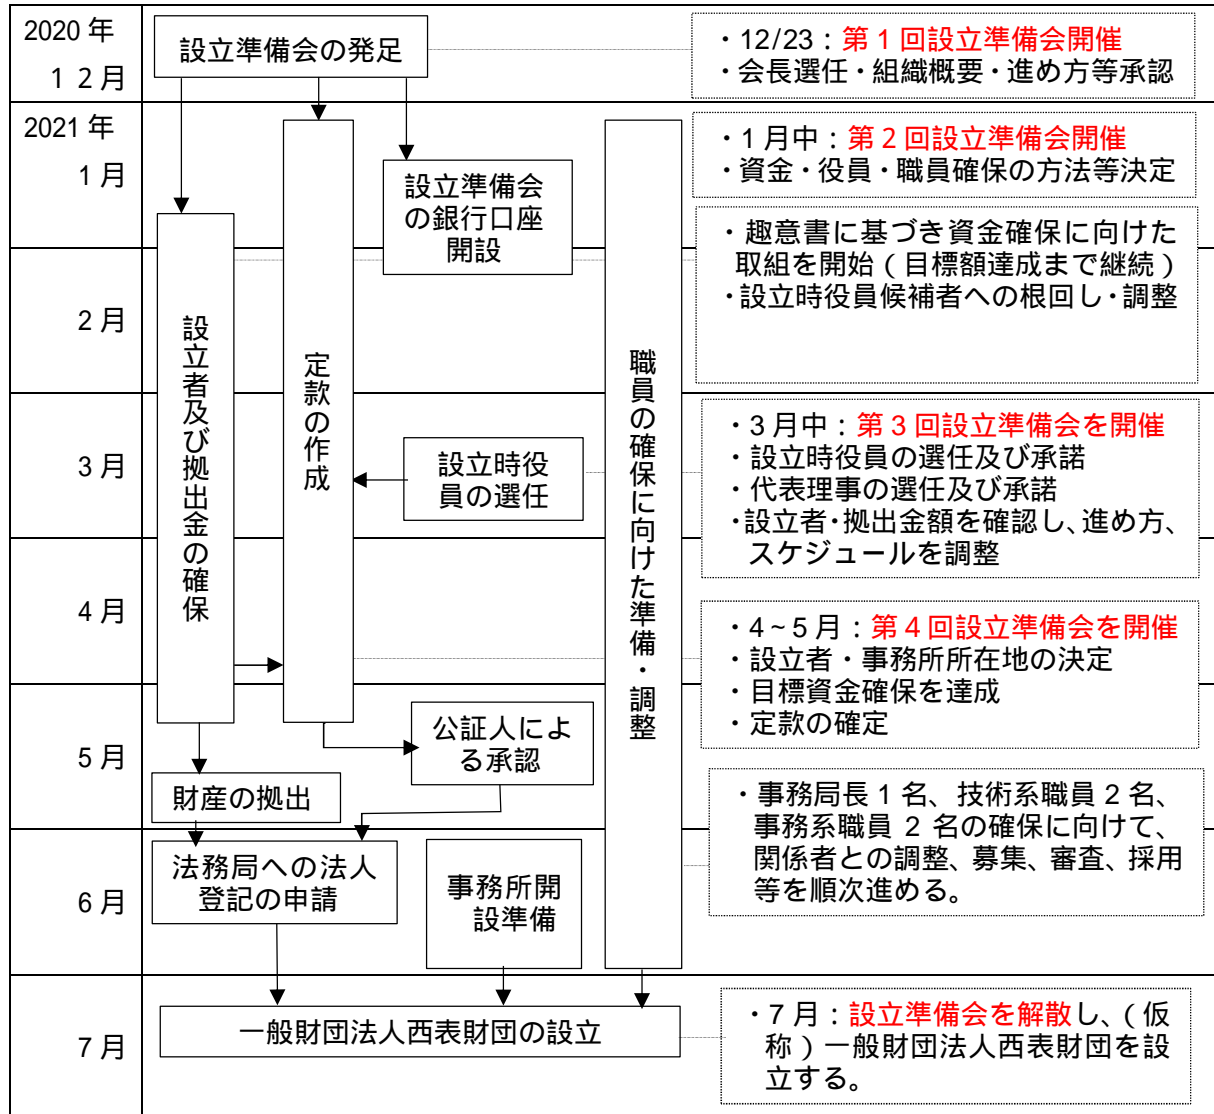 2020 年
１２月
設立準備会の発足
・12/23：第１回設立準備会開催
・会長選任・組織概要・進め方等承認
2021 年
1 月
設立準備会
の銀行口座
開設
・1 月中：第２回設立準備会開催
・資金・役員・職員確保の方法等決定
・趣意書に基づき資金確保に向けた
取組を開始（目標額達成まで継続）
・設立時役員候補者への根回し・調整
2 月
設立者及び拠出金の確保
定款の作成
職員の確保に向けた準備・調整
3 月
設立時役
員の選任
・3 月中：第３回設立準備会を開催
・設立時役員の選任及び承諾
・代表理事の選任及び承諾
・設立者・拠出金額を確認し、進め方、
スケジュールを調整
4 月
・4~5 月：第４回設立準備会を開催
・設立者・事務所所在地の決定
・目標資金確保を達成
・定款の確定
5 月
公証人によ
る承認
財産の拠出
・事務局長 1 名、技術系職員 2 名、
事務系職員 2 名の確保に向けて、
関係者との調整、募集、審査、採用
等を順次進める。
6 月
法務局への法人
登記の申請
事務所開
設準備
7 月
一般財団法人西表財団の設立
・7 月：設立準備会を解散し、（仮
称）一般財団法人西表財団を設
立する。